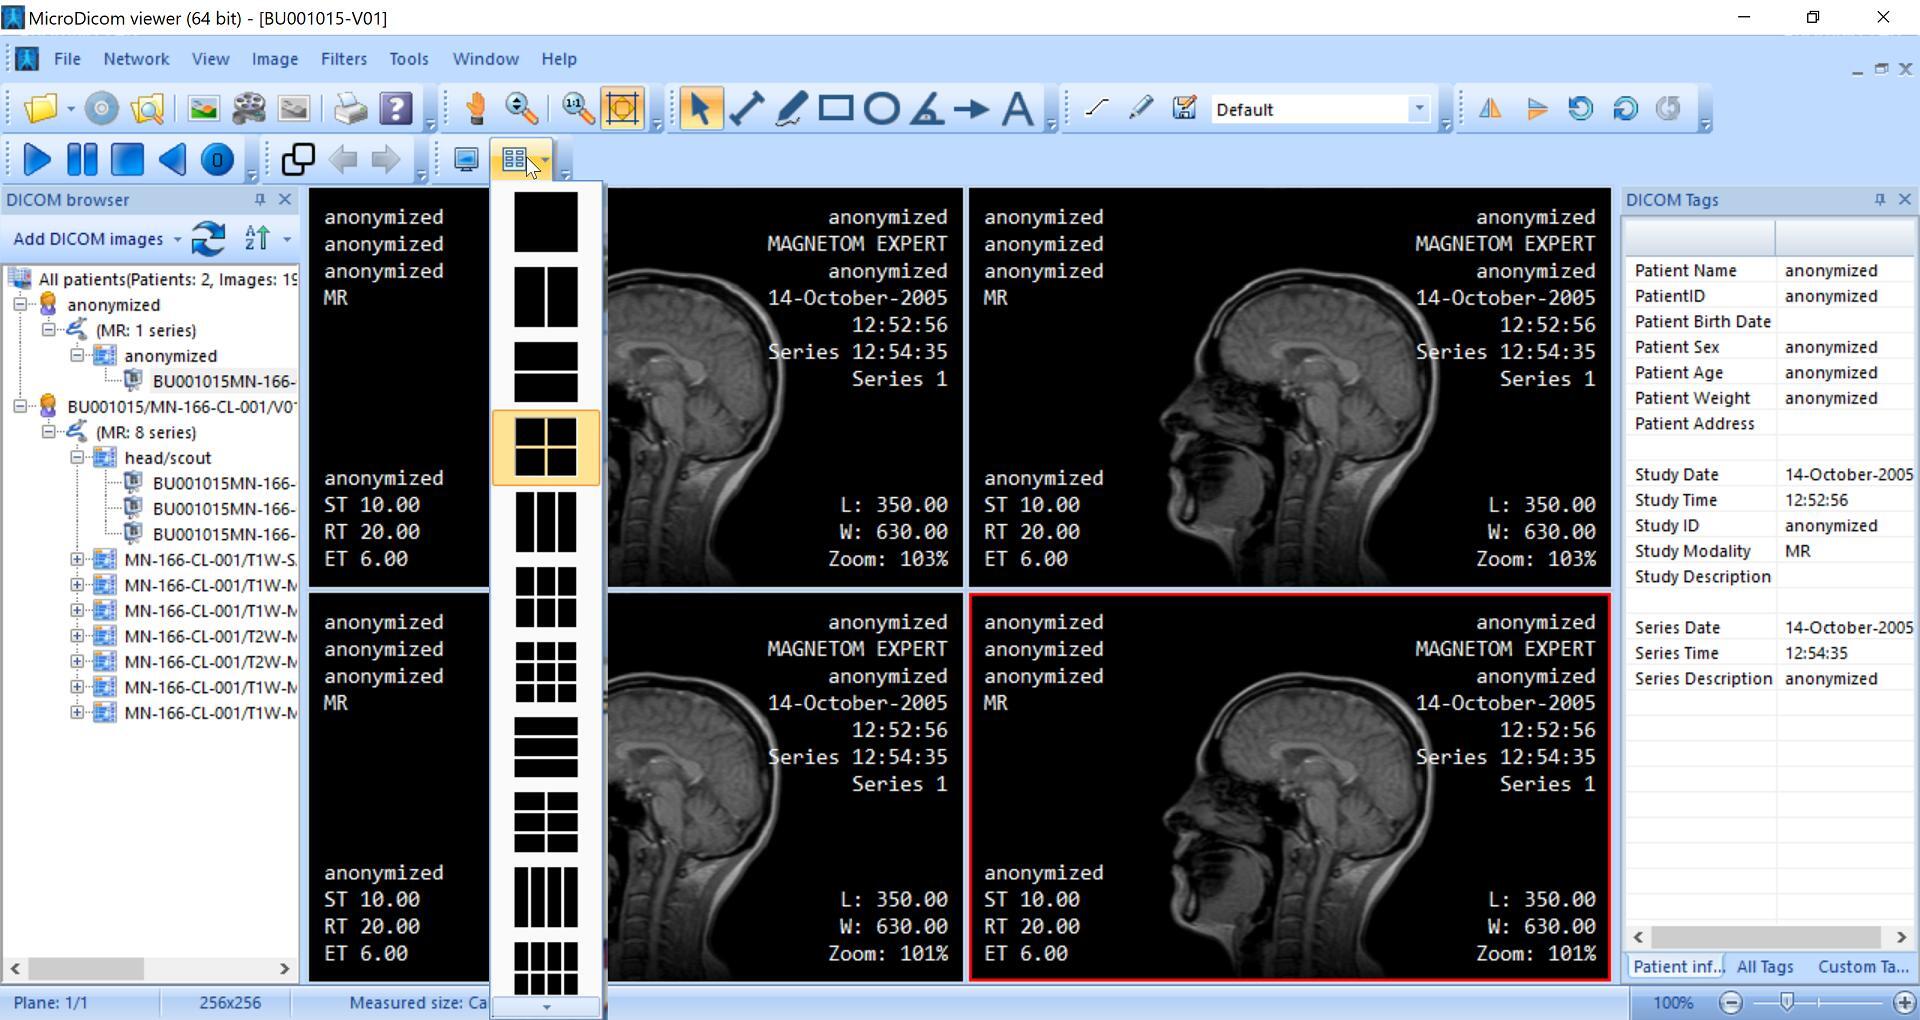 MicroDicom viewer (64 bit) - [BU001015-V01]
File Network View Image Filters Tools Window Help
1:1
A
Default
0
DICOM browser
Add DICOM images
A
Z
All patients(Patients: 2, Images: 19
anonymized
(MR: 1 series)
anonymized
BU001015MN-166-
BU001015/MN-166-CL-001/V0
(MR: 8 series)
head/scout
BU001015MN-166-
BU001015MN-166-
BU001015MN-166-
MN-166-CL-001/T1W-S
MN-166-CL-001/T1W-M
MN-166-CL-001/T1W-M
MN-166-CL-001/T2W-M
MN-166-CL-001/T2W-M
MN-166-CL-001/T1W-M
MN-166-CL-001/T1W-M
anonymized
anonymized
anonymized
MR
anonymized
MAGNETOM EXPERT
anonymized
14-October-2005
12:52:56
Series 12:54:35
Series 1
anonymized
ST 10.00
RT 20.00
ET 6.00
L: 350.00
W: 630.00
Zoom: 103%
anonymized
anonymized
anonymized
MR
anonymized
MAGNETOM EXPERT
anonymized
14-October-2005
12:52:56
Series 12:54:35
Series 1
anonymized
ST 10.00
RT 20.00
ET 6.00
L: 350.00
W: 630.00
Zoom: 103%
anonymized
anonymized
anonymized
MR
anonymized
MAGNETOM EXPERT
anonymized
14-October-2005
12:52:56
Series 12:54:35
Series 1
anonymized
ST 10.00
RT 20.00
ET 6.00
L: 350.00
W: 630.00
Zoom: 101%
anonymized
anonymized
anonymized
MR
anonymized
MAGNETOM EXPERT
anonymized
14-October-2005
12:52:56
Series 12:54:35
Series 1
anonymized
ST 10.00
RT 20.00
ET 6.00
L: 350.00
W: 630.00
Zoom: 101%
DICOM Tags
Patient Name anonymized
PatientID anonymized
Patient Birth Date
Patient Sex anonymized
Patient Age anonymized
Patient Weight anonymized
Patient Address
Study Date 14-October-2005
Study Time 12:52:56
Study ID anonymized
Study Modality MR
Study Description
Series Date 14-October-2005
Series Time 12:54:35
Series Description anonymized
Patient inf... All Tags Custom Ta...
Plane: 1/1 256x256 Measured size: Ca 100%